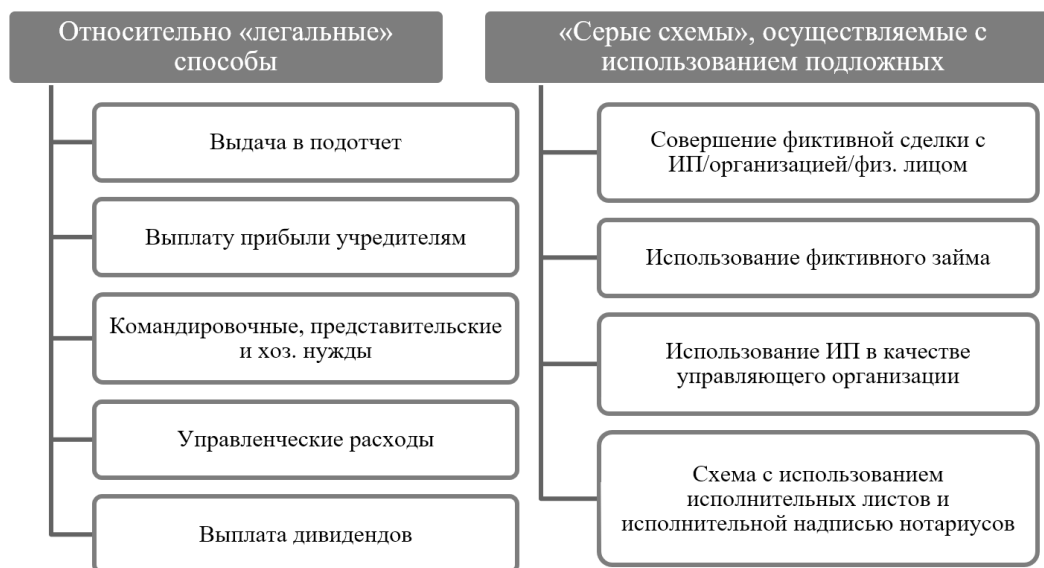 Относительно «легальные»
способы
Выдача в подотчет
Выплату прибыли учредителям
Командировочные, представительские
и хоз. нужды
Управленческие расходы
Выплата дивидендов
«Серые схемы», осуществляемые с
использованием подложных
Совершение фиктивной сделки с
ИП/организацией/физ. лицом
Использование фиктивного займа
Использование ИП в качестве
управляющего организации
Схема с использованием
исполнительных листов и
исполнительной надписью нотариусов